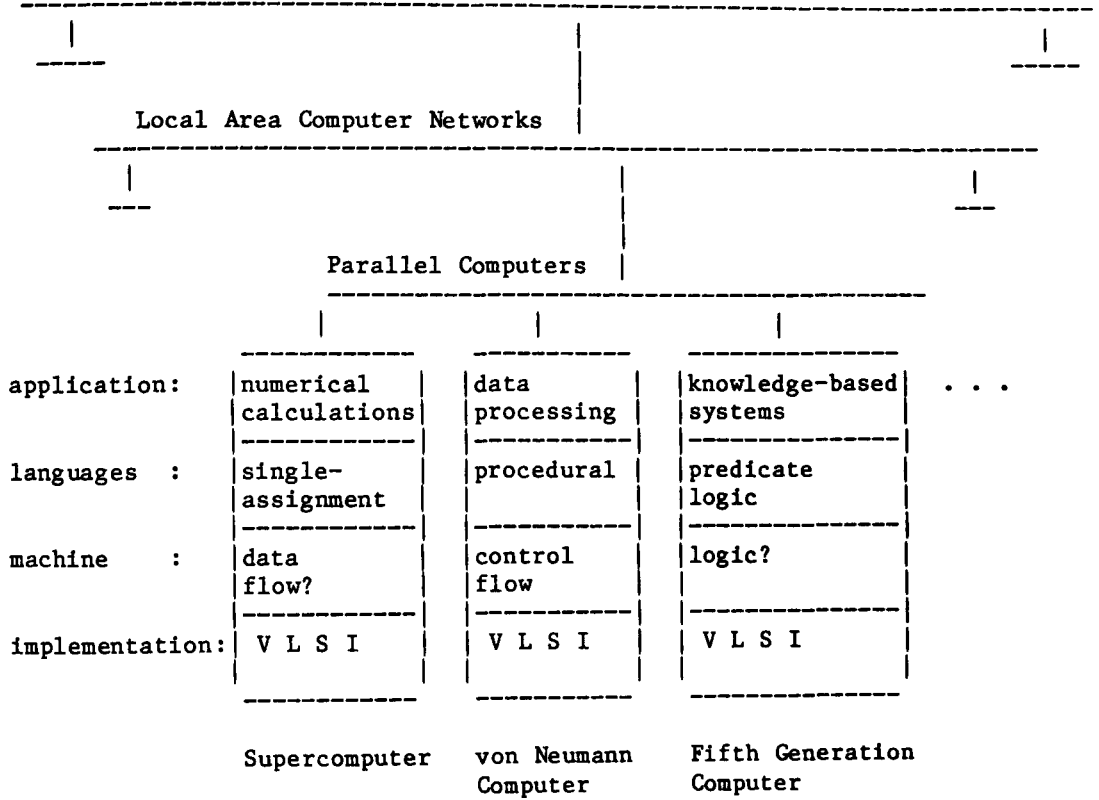 Local Area Computer Networks
Parallel Computers
application: numerical data knowledge-based . . .
calculations processing systems
languages : single- procedural predicate
assignment logic
machine : data control logic?
flow? flow
implementation: V L S I V L S I V L S I
Supercomputer von Neumann Fifth Generation
Computer Computer